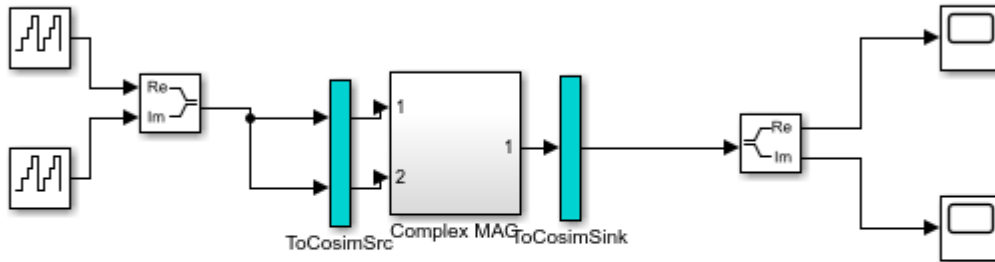 Re
Im
1
2
1
Re
Im
ToCosimSrc
Complex MAG
ToCosimSink